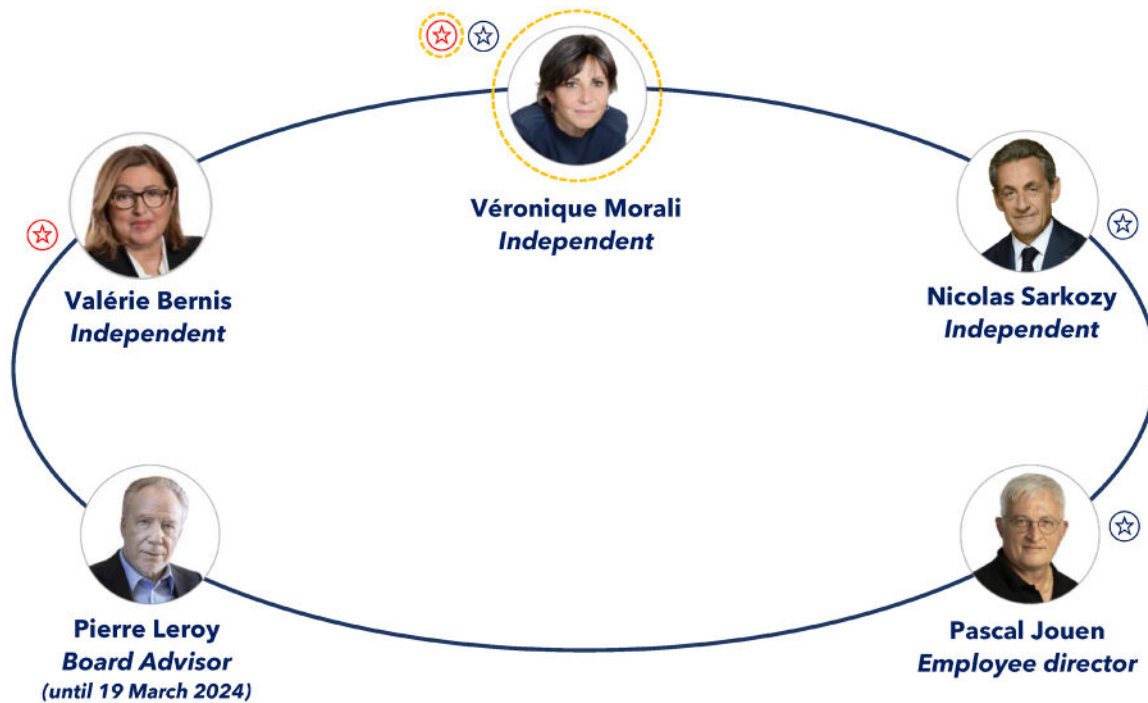 Véronique Morali
Independent
Valérie Bernis
Independent
Nicolas Sarkozy
Independent
Pierre Leroy
Board Advisor
(until 19 March 2024)
Pascal Jouen
Employee director